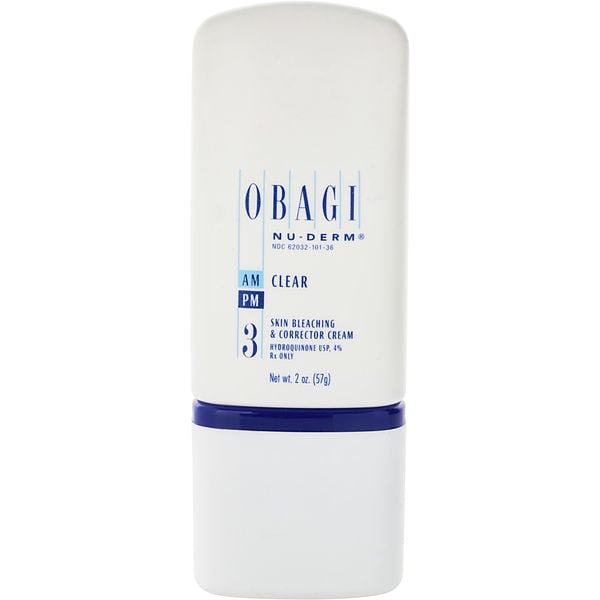 OBAGI
NU-DERM®
NDC 62032-101-36
AM
CLEAR
PM
3
SKIN BLEACHING
& CORRECTOR CREAM
HYDROQUINONE USP, 4%
Rx ONLY
Net wt. 2 oz. (57g)